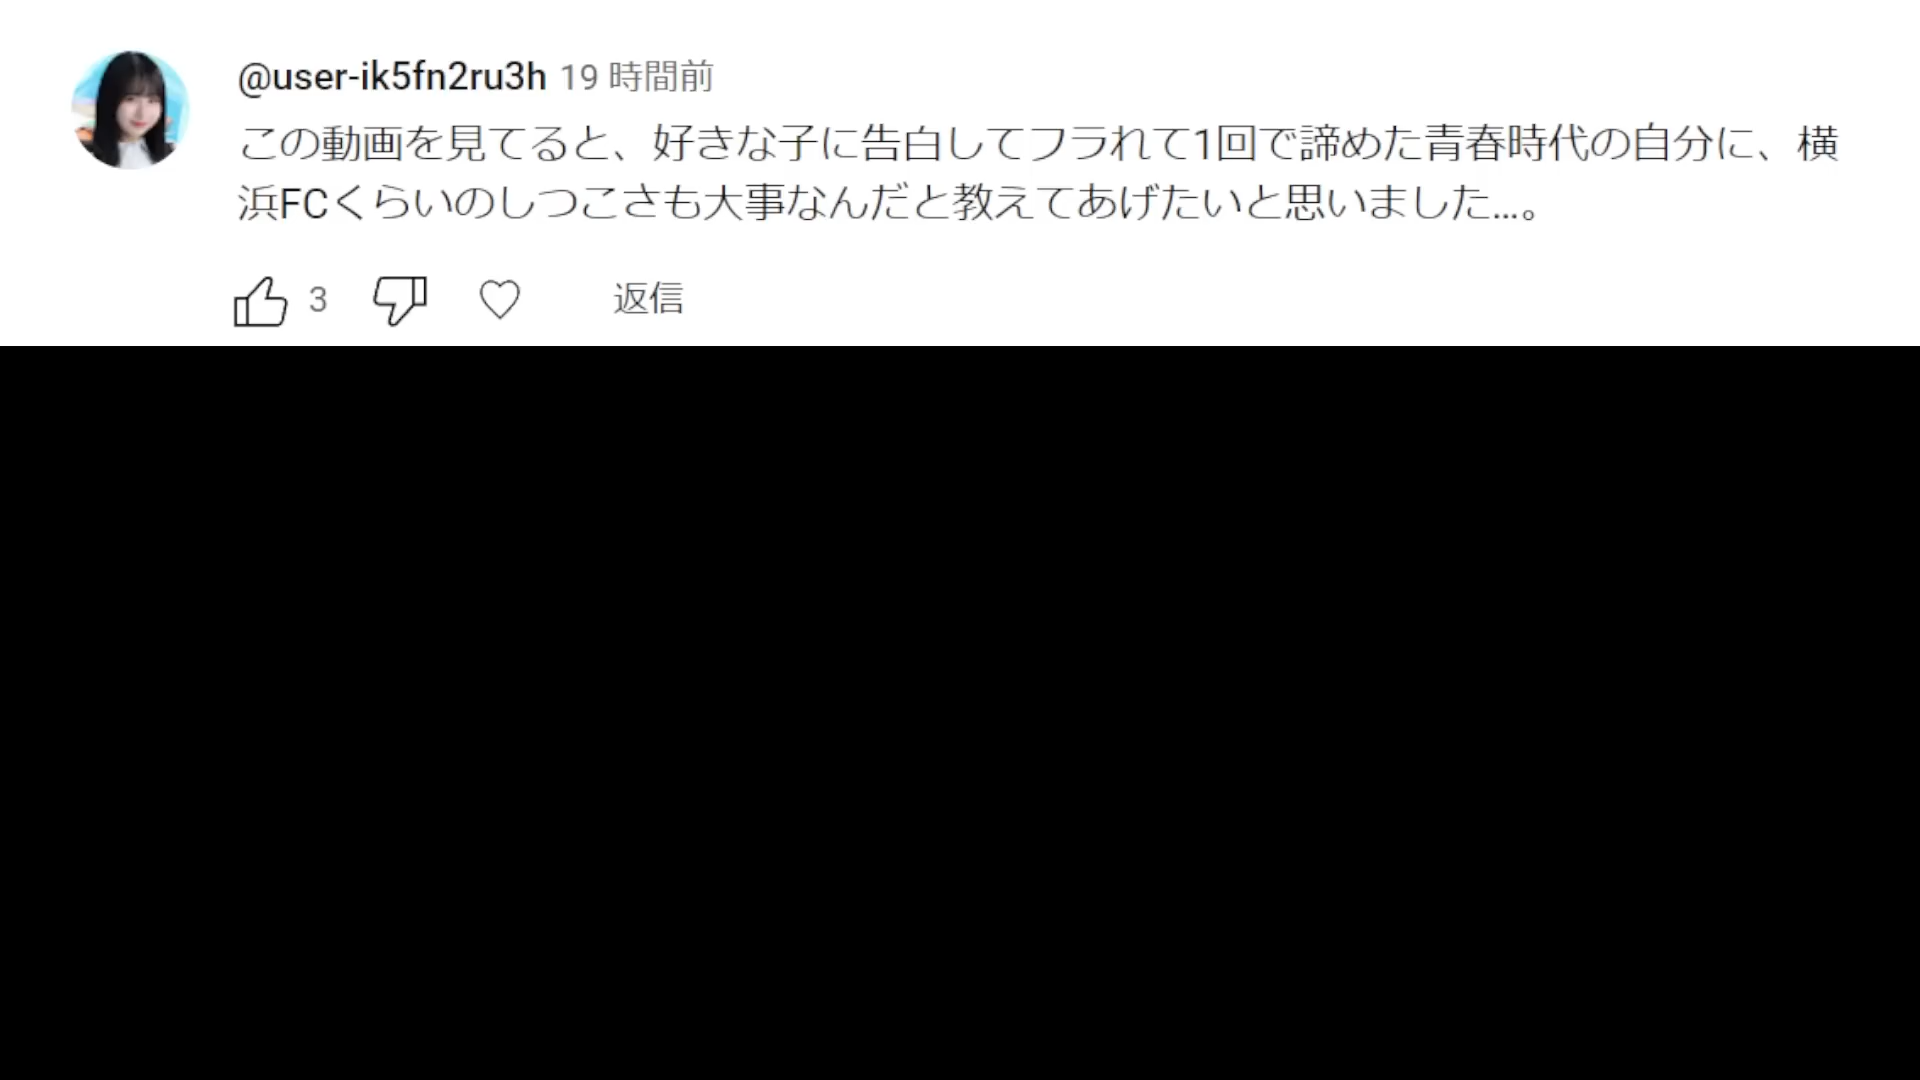 @user-ik5fn2ru3h 19 時間前
この動画を見てると、好きな子に告白してフラれて1回で諦めた青春時代の自分に、横
浜FCくらいのしつこさも大事なんだと教えてあげたいと思いました...。
3 返信